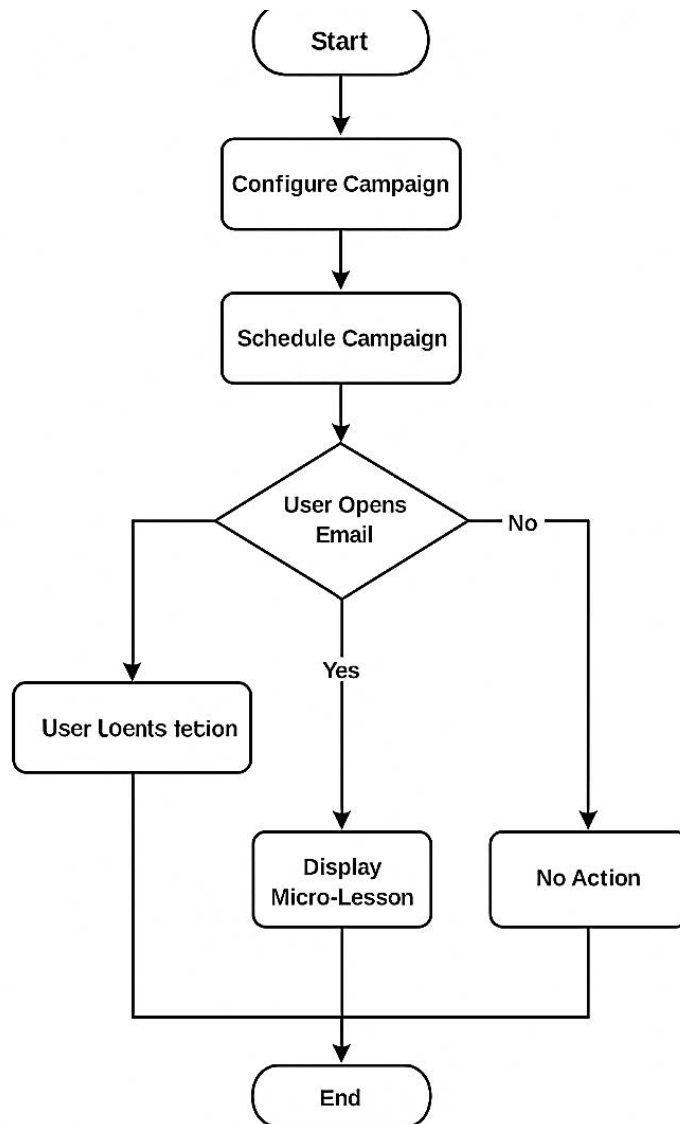 Start
Configure Campaign
Schedule Campaign
User Opens
Email
No
Yes
User Loents tetion
Display
Micro-Lesson
No Action
End